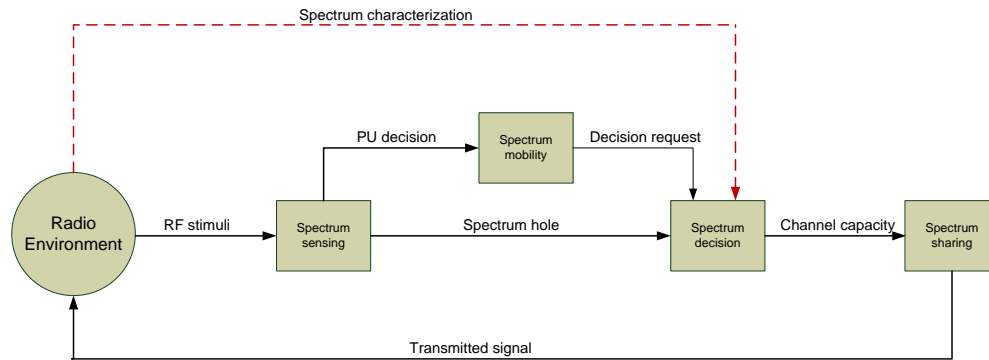 Spectrum characterization
PU decision
Spectrum
mobility
Decision request
Radio
Environment
RF stimuli
Spectrum
sensing
Spectrum hole
Spectrum
decision
Channel capacity
Spectrum
sharing
Transmitted signal